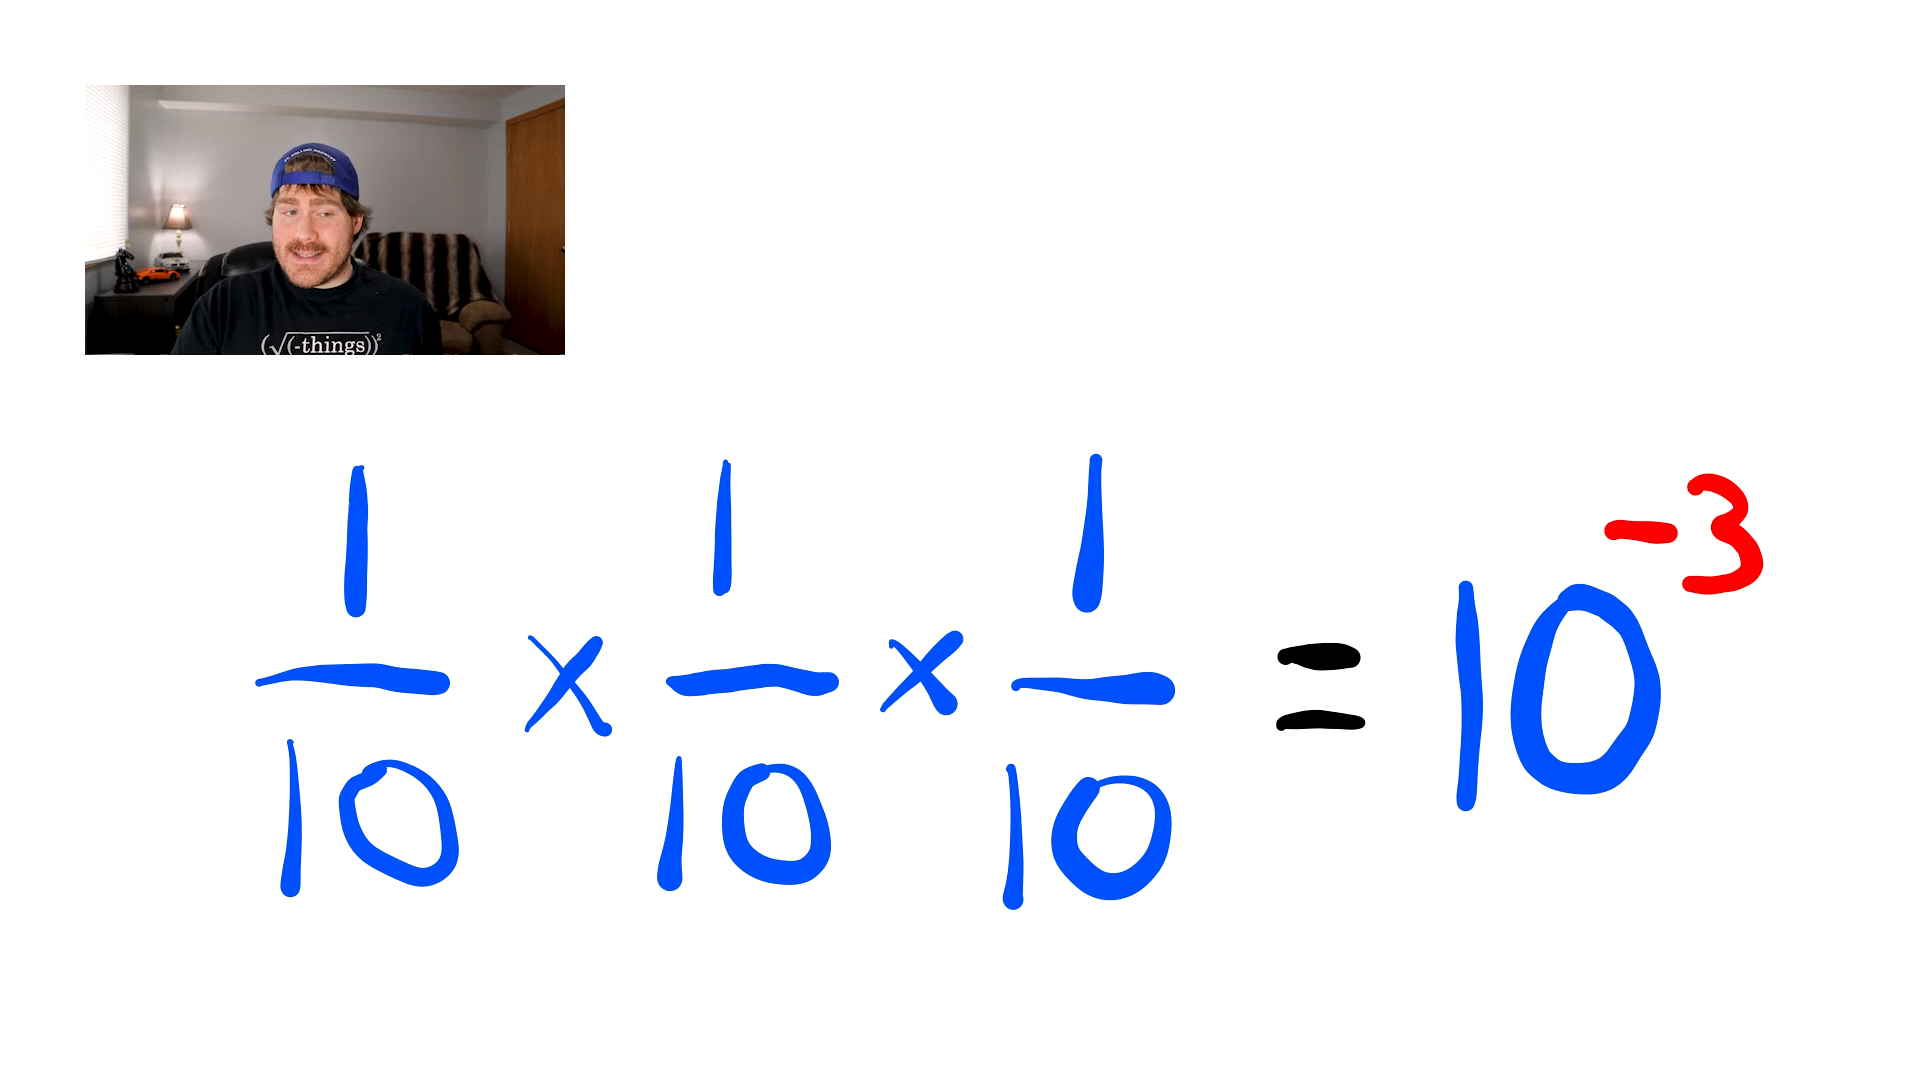 (√(-things))²
1/10 × 1/10 × 1/10 = 10⁻³